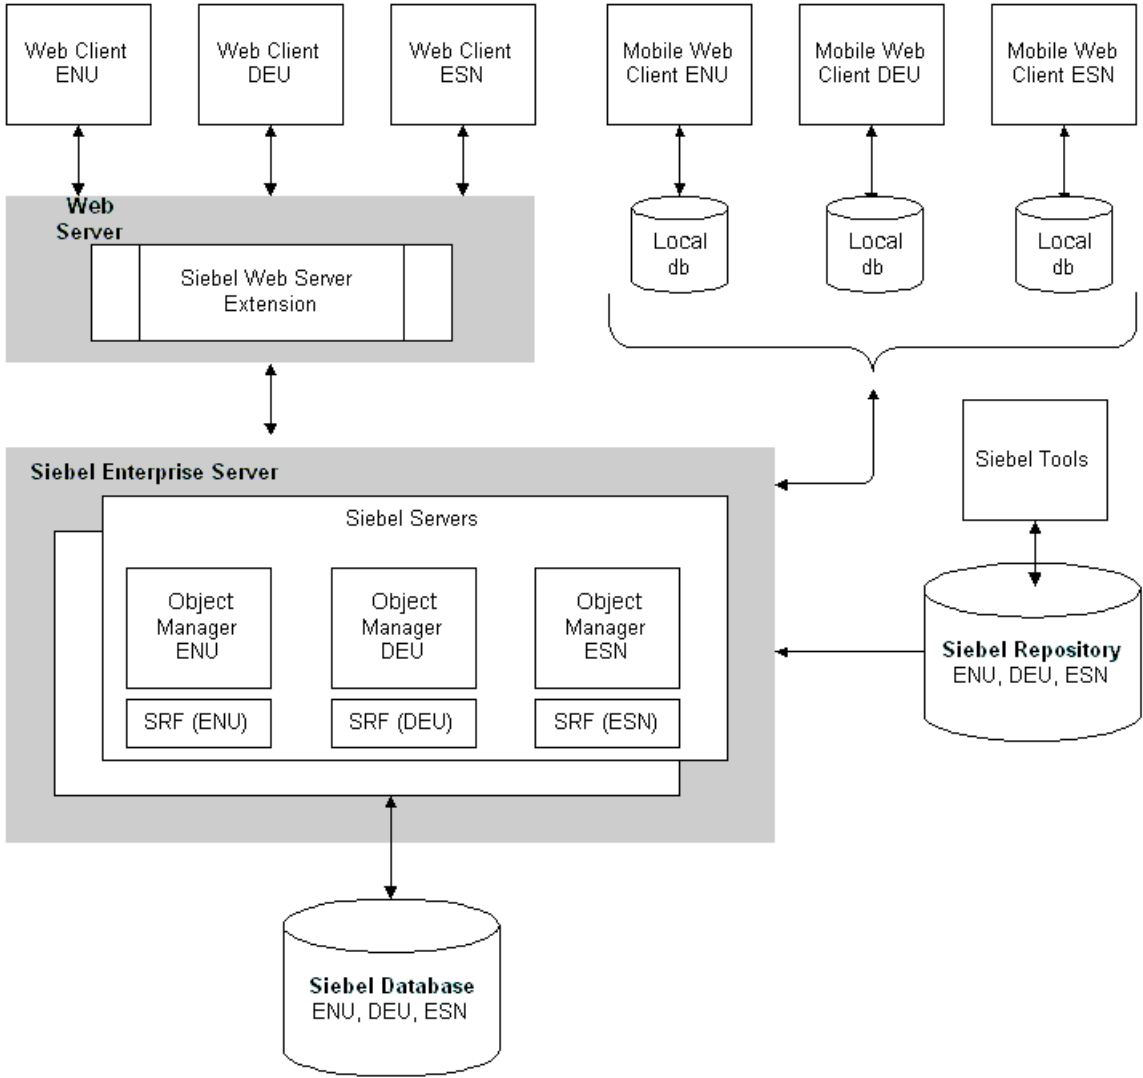 Web Client
ENU
Web Client
DEU
Web Client
ESN
Mobile Web
Client ENU
Mobile Web
Client DEU
Mobile Web
Client ESN
Web
Server
Siebel Web Server
Extension
Local
db
Local
db
Local
db
Siebel Tools
Siebel Enterprise Server
Siebel Servers
Object
Manager
ENU
Object
Manager
DEU
Object
Manager
ESN
SRF (ENU)
SRF (DEU)
SRF (ESN)
Siebel Repository
ENU, DEU, ESN
Siebel Database
ENU, DEU, ESN